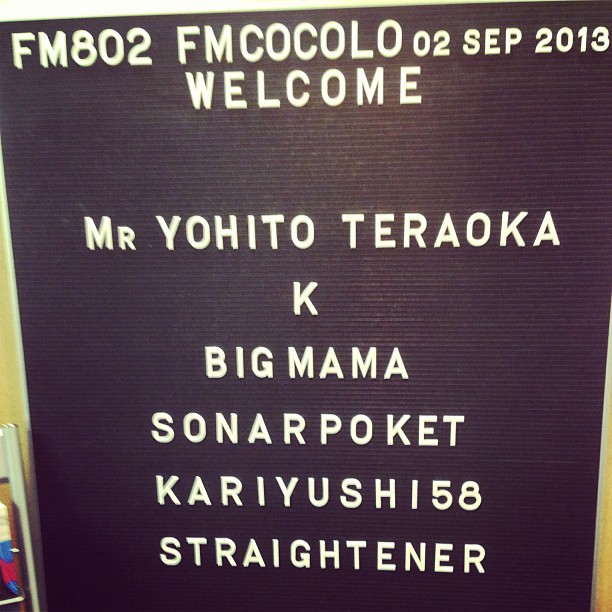 FM802 FMCOCOLO 02 SEP 2013
WELCOME
MR YOHITO TERAOKA
K
BIGMAMA
SONARPOKET
KARIYUSHI58
STRAIGHTENER